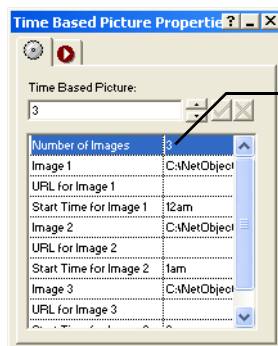 Time Based Picture Propertie
Time Based Picture:
3
Number of Images 3
Image 1 C:\NetObject
URL for Image 1
Start Time for Image 1 12am
Image 2 C:\NetObject
URL for Image 2
Start Time for Image 2 1am
Image 3 C:\NetObject
URL for Image 3